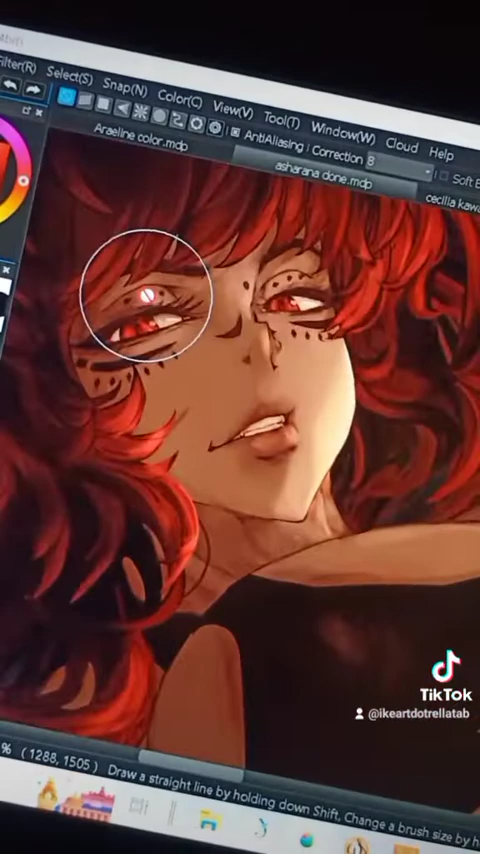 Filter(R) Select(S) Snap(N) Color(C) View(V) Tool(T) Window(W) Cloud Help
AntiAliasing Correction 8 Soft E
Araeline color.mdp asharana done.mdp cecilia kawa
TikTok
@ikeartdotrellatab
% (1288, 1505) Draw a straight line by holding down Shift, Change a brush size by h